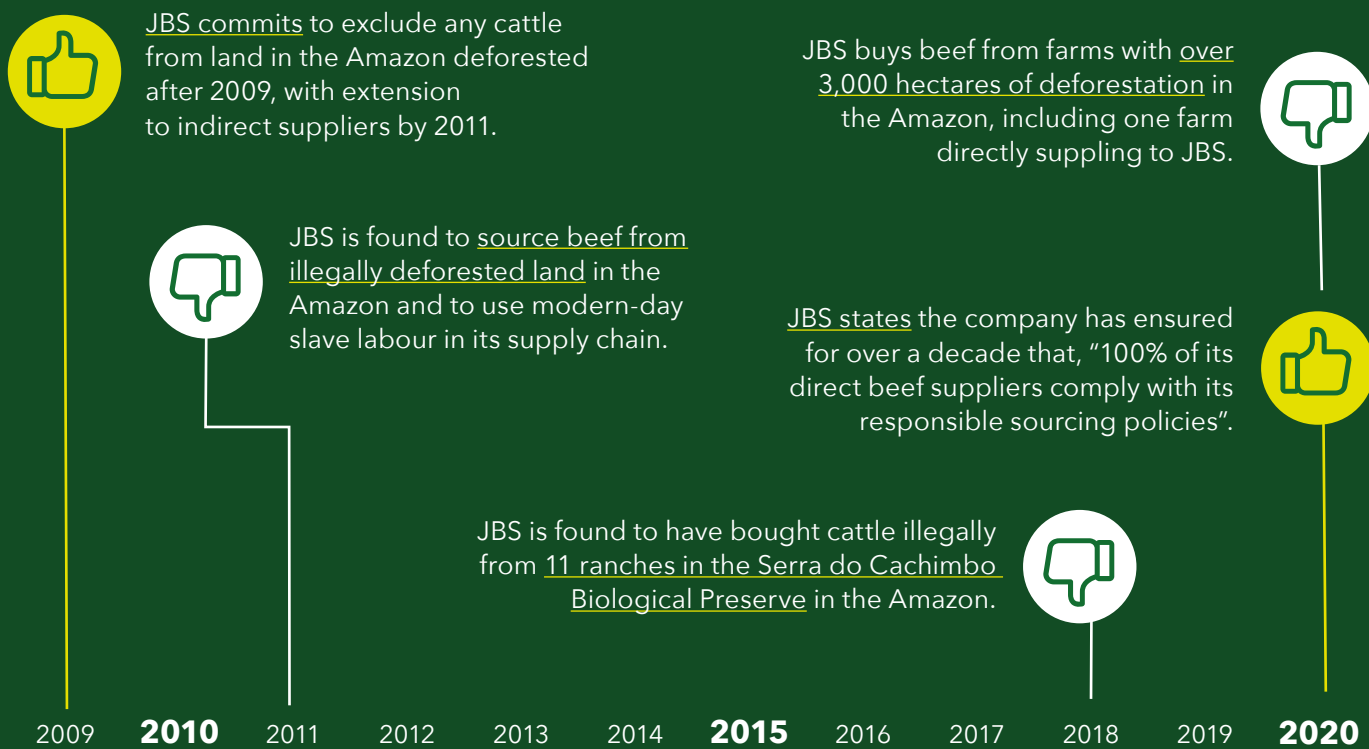 JBS commits to exclude any cattle
from land in the Amazon deforested
after 2009, with extension
to indirect suppliers by 2011.
JBS buys beef from farms with over
3,000 hectares of deforestation in
the Amazon, including one farm
directly suppling to JBS.
JBS is found to source beef from
illegally deforested land in the
Amazon and to use modern-day
slave labour in its supply chain.
JBS states the company has ensured
for over a decade that, “100% of its
direct beef suppliers comply with its
responsible sourcing policies”.
JBS is found to have bought cattle illegally
from 11 ranches in the Serra do Cachimbo
Biological Preserve in the Amazon.
2009 2010 2011 2012 2013 2014 2015 2016 2017 2018 2019 2020